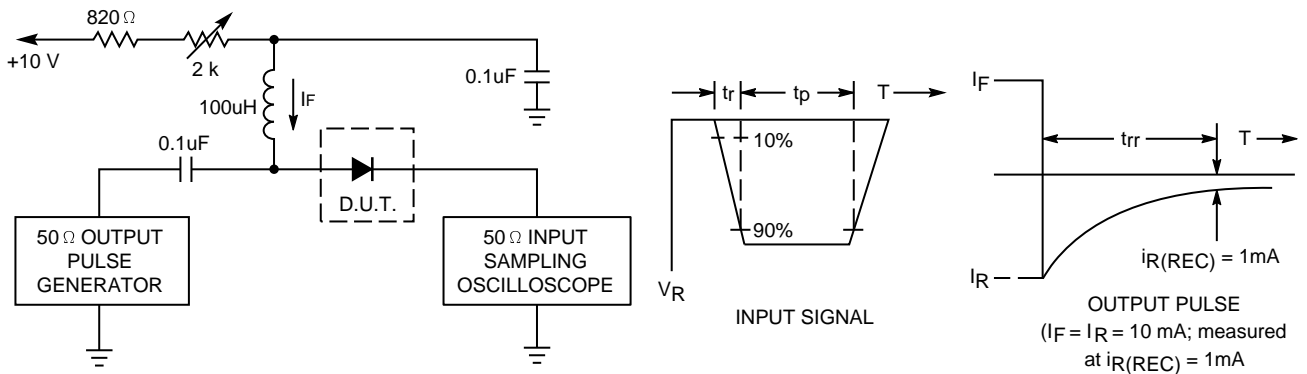 820 Ω
+10 V
2 k
100uH
IF
0.1uF
0.1uF
D.U.T.
50 Ω OUTPUT
PULSE
GENERATOR
50 Ω INPUT
SAMPLING
OSCILLOSCOPE
tr
tp
T
10%
90%
VR
INPUT SIGNAL
IF
trr
T
IR
iR(REC) = 1mA
OUTPUT PULSE
(IF = IR = 10 mA; measured
at iR(REC) = 1mA